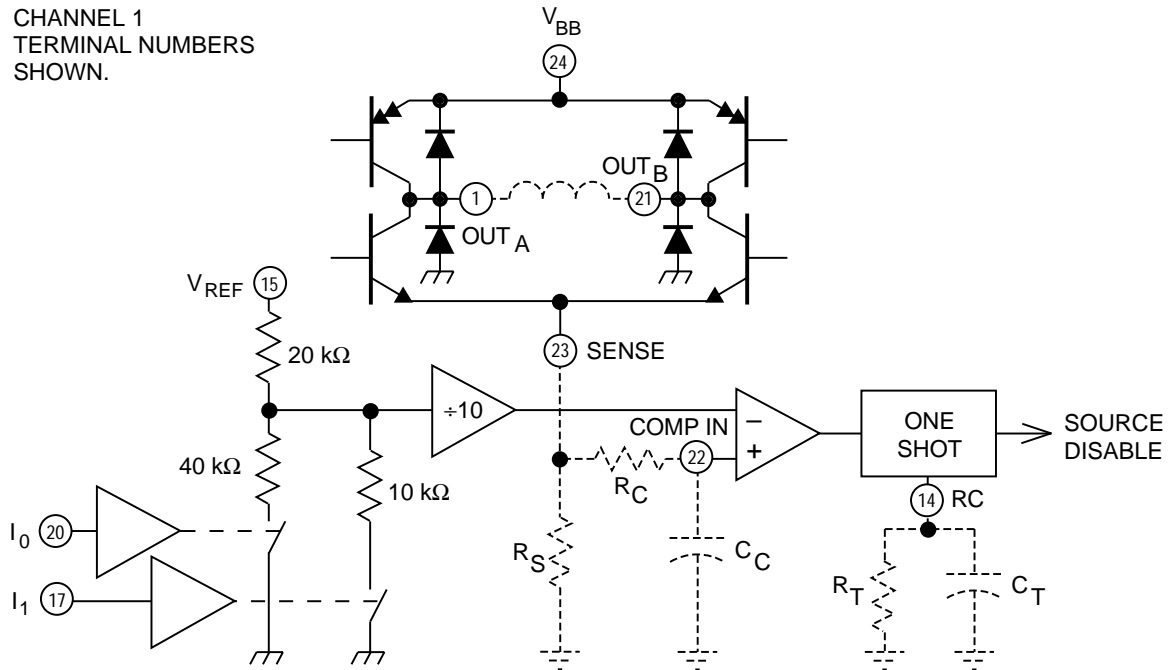 CHANNEL 1
TERMINAL NUMBERS
SHOWN.
V_BB
24
OUT_B
1
21
OUT_A
V_REF 15
20 kΩ
23 SENSE
÷10
COMP IN
22
−
+
ONE
SHOT
SOURCE
DISABLE
40 kΩ
10 kΩ
R_C
14 RC
I_0 20
R_S
C_C
R_T
C_T
I_1 17